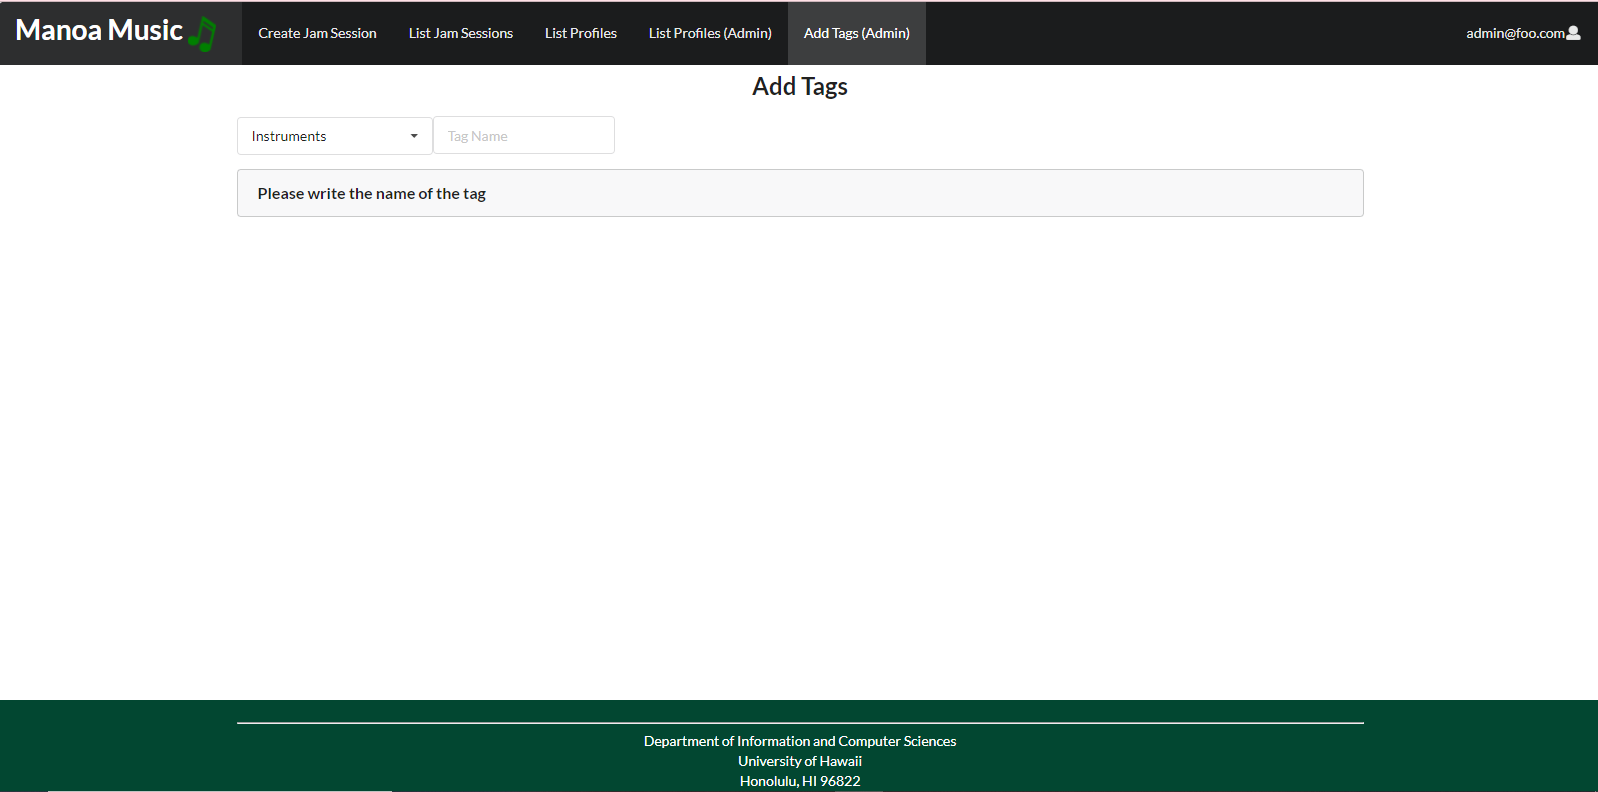 Manoa Music
Create Jam Session
List Jam Sessions
List Profiles
List Profiles (Admin)
Add Tags (Admin)
admin@foo.com
Add Tags
Instruments
Tag Name
Please write the name of the tag
Department of Information and Computer Sciences
University of Hawaii
Honolulu, HI 96822